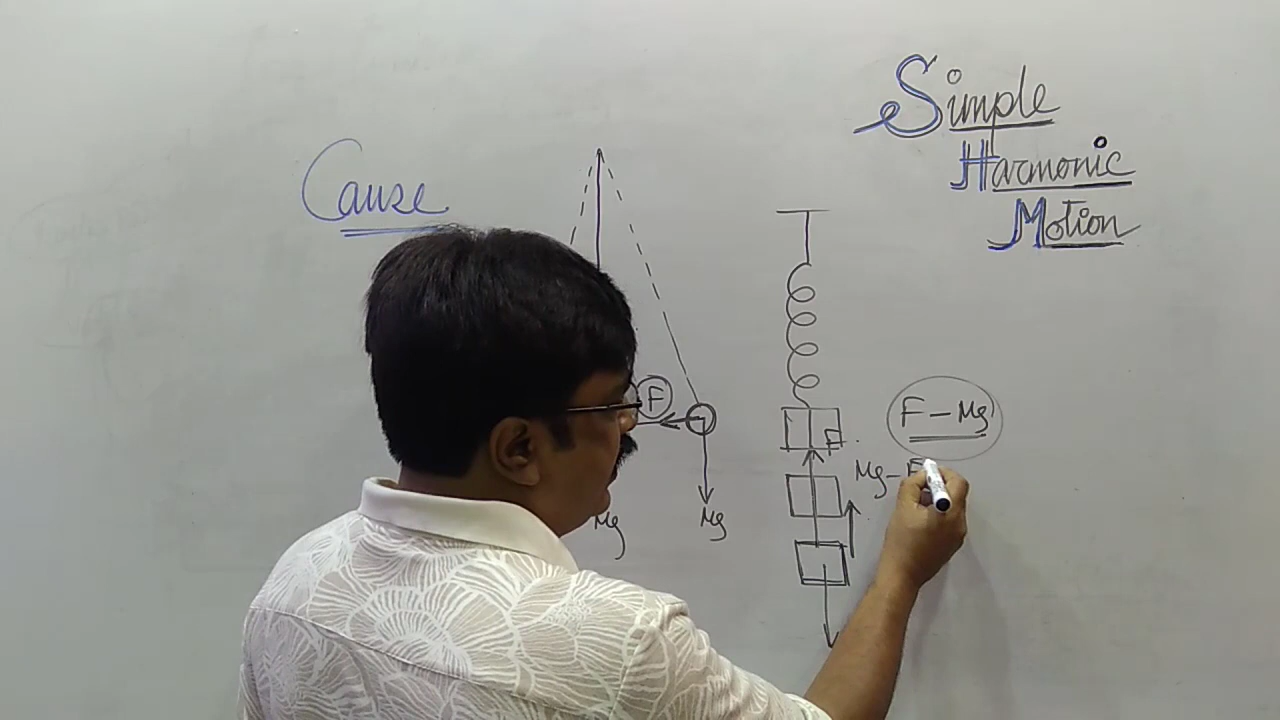 Simple
Harmonic
Motion
Cause
F
F - Mg
F
Mg - F
Mg
Mg